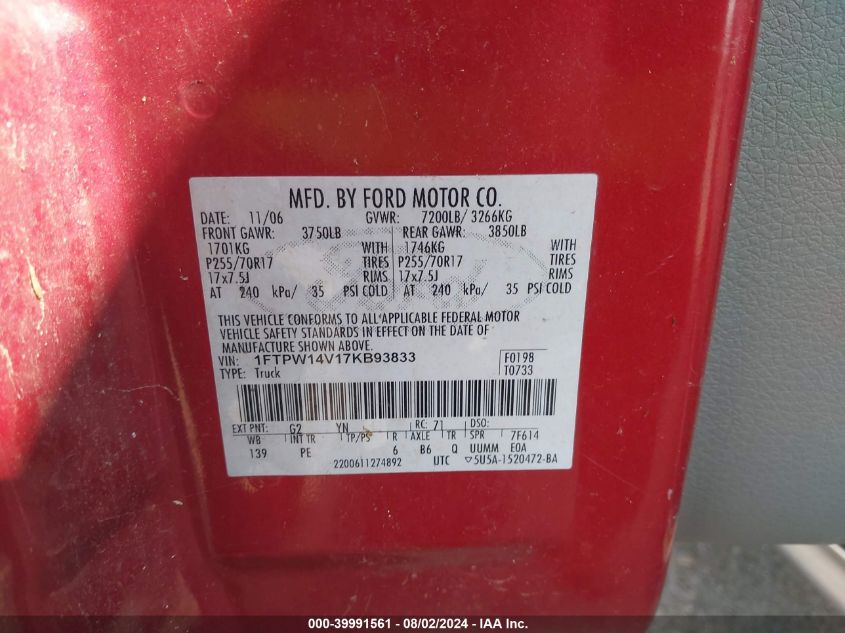 MFD. BY FORD MOTOR CO.
DATE: 11/06 GVWR: 7200LB/ 3266KG
FRONT GAWR: 3750LB REAR GAWR: 3850LB
1701KG WITH 1746KG WITH
P255/70R17 TIRES P255/70R17 TIRES
17x7.5J RIMS 17x7.5J RIMS
AT 240 kPa/ 35 PSI COLD AT 240 kPa/ 35 PSI COLD
THIS VEHICLE CONFORMS TO ALL APPLICABLE FEDERAL MOTOR
VEHICLE SAFETY STANDARDS IN EFFECT ON THE DATE OF
MANUFACTURE SHOWN ABOVE.
VIN: 1FTPW14V17KB93833 F0198
TYPE: Truck T0733
EXT PNT: G2 YN RC: 71 DSO:
WB INT TR TP/PS R AXLE TR SPR 7F614
139 PE 6 B6 Q UUMM E0A
2200611274892 UTC ▽5U5A-1520472-BA
000-39991561 - 08/02/2024 - IAA Inc.